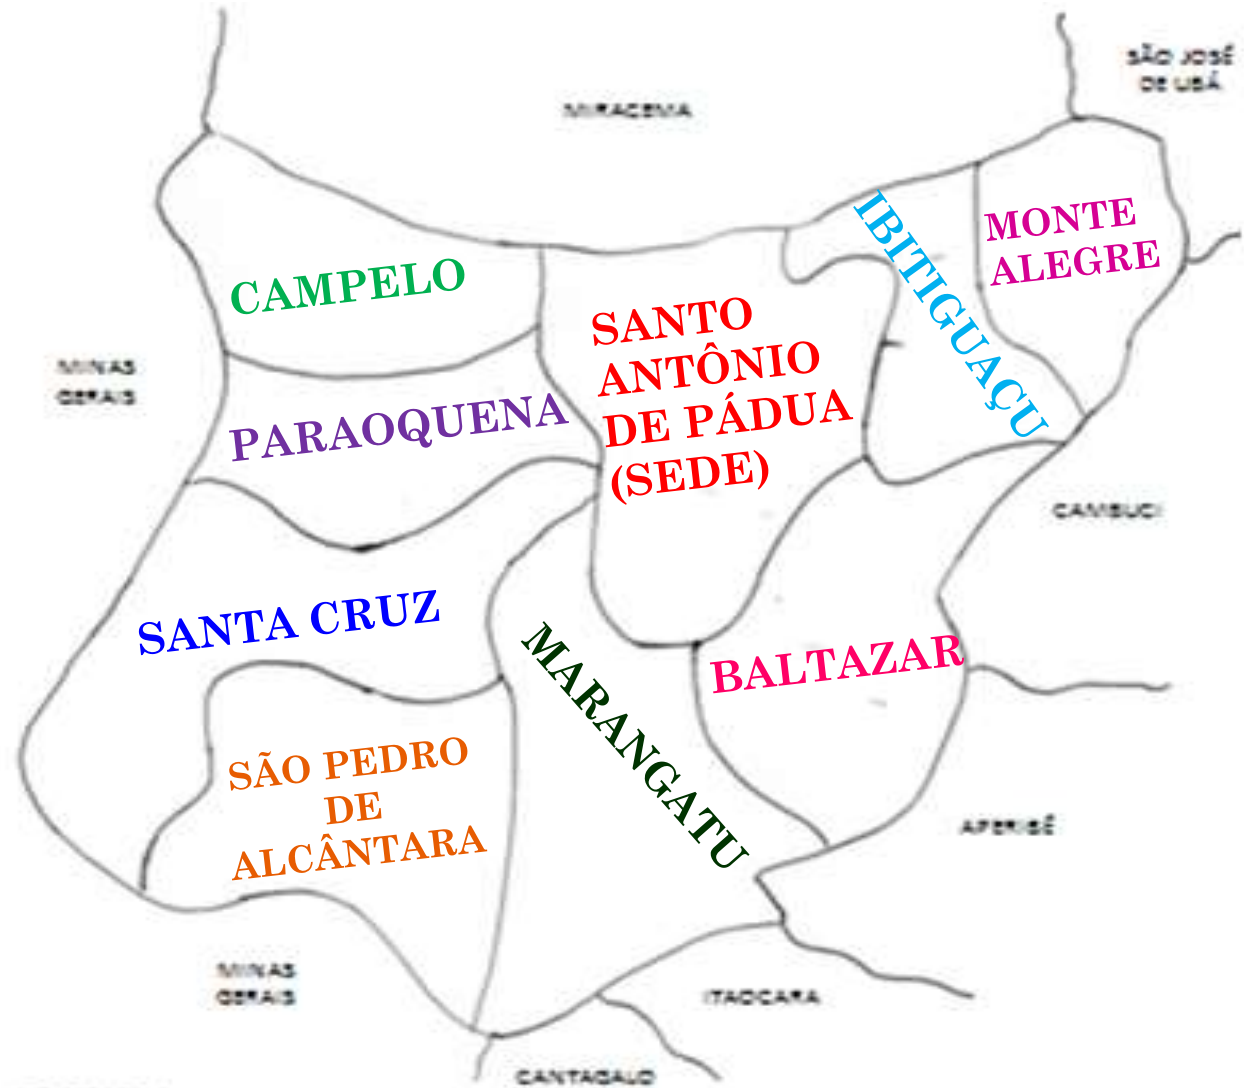 SÃO JOSÉ
DE UBÁ
MIRACEMA
MONTE
ALEGRE
IBITIGUAÇU
CAMPELO
SANTO
ANTÔNIO
DE PÁDUA
(SEDE)
MINAS
GERAIS
PARAOQUENA
CAMBUCI
SANTA CRUZ
MARANGATU
BALTAZAR
SÃO PEDRO
DE
ALCÂNTARA
APERIBÉ
MINAS
GERAIS
ITAOCARA
CANTAGALO